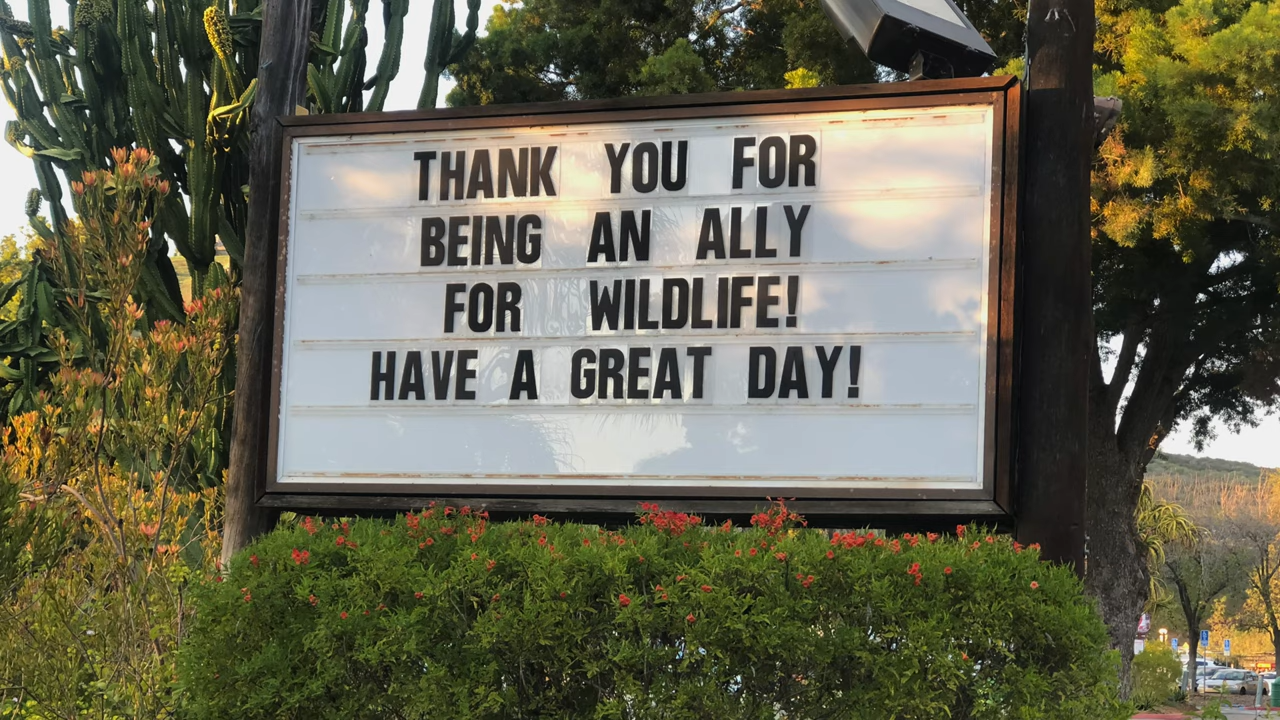 THANK YOU FOR
BEING AN ALLY
FOR WILDLIFE!
HAVE A GREAT DAY!